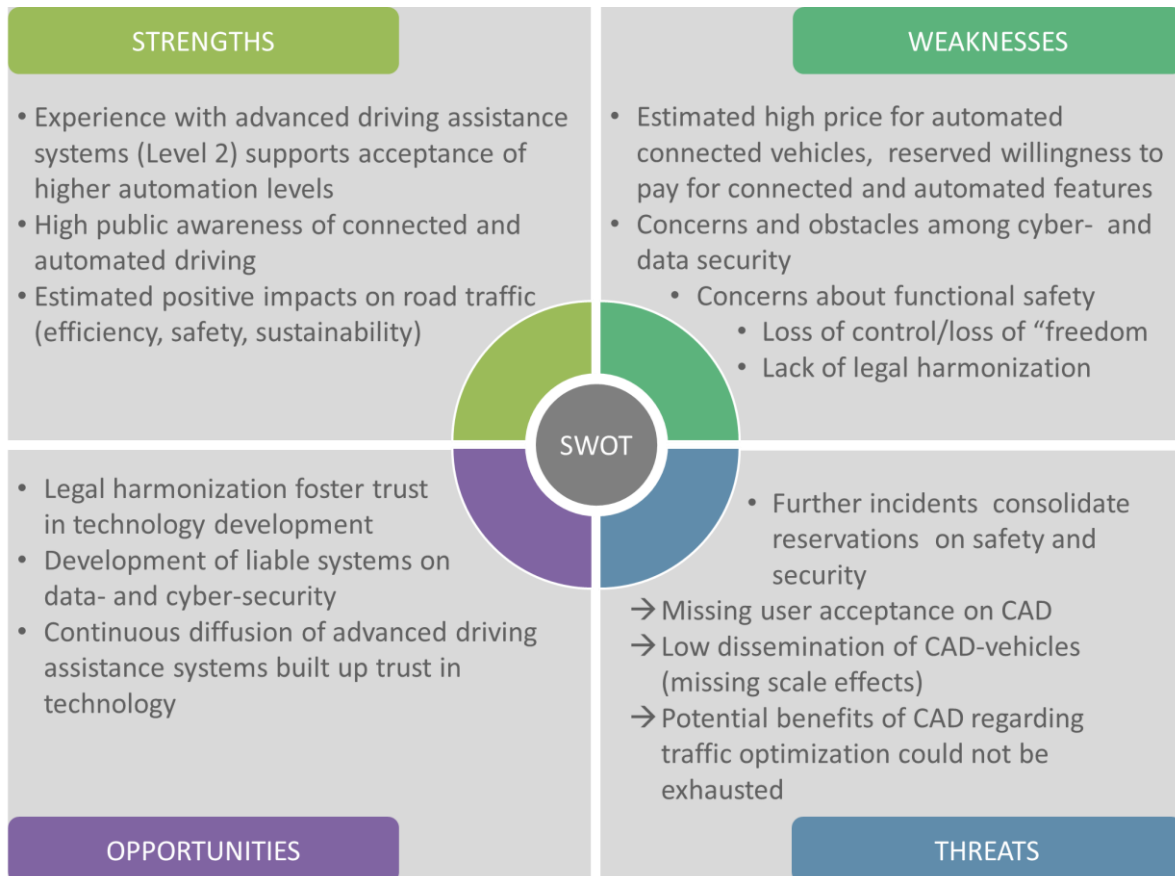 STRENGTHS
• Experience with advanced driving assistance
systems (Level 2) supports acceptance of
higher automation levels
• High public awareness of connected and
automated driving
• Estimated positive impacts on road traffic
(efficiency, safety, sustainability)
WEAKNESSES
• Estimated high price for automated
connected vehicles, reserved willingness to
pay for connected and automated features
• Concerns and obstacles among cyber- and
data security
• Concerns about functional safety
• Loss of control/loss of “freedom
• Lack of legal harmonization
SWOT
• Legal harmonization foster trust
in technology development
• Development of liable systems on
data- and cyber-security
• Continuous diffusion of advanced driving
assistance systems built up trust in
technology
OPPORTUNITIES
• Further incidents consolidate
reservations on safety and
security
→ Missing user acceptance on CAD
→ Low dissemination of CAD-vehicles
(missing scale effects)
→ Potential benefits of CAD regarding
traffic optimization could not be
exhausted
THREATS